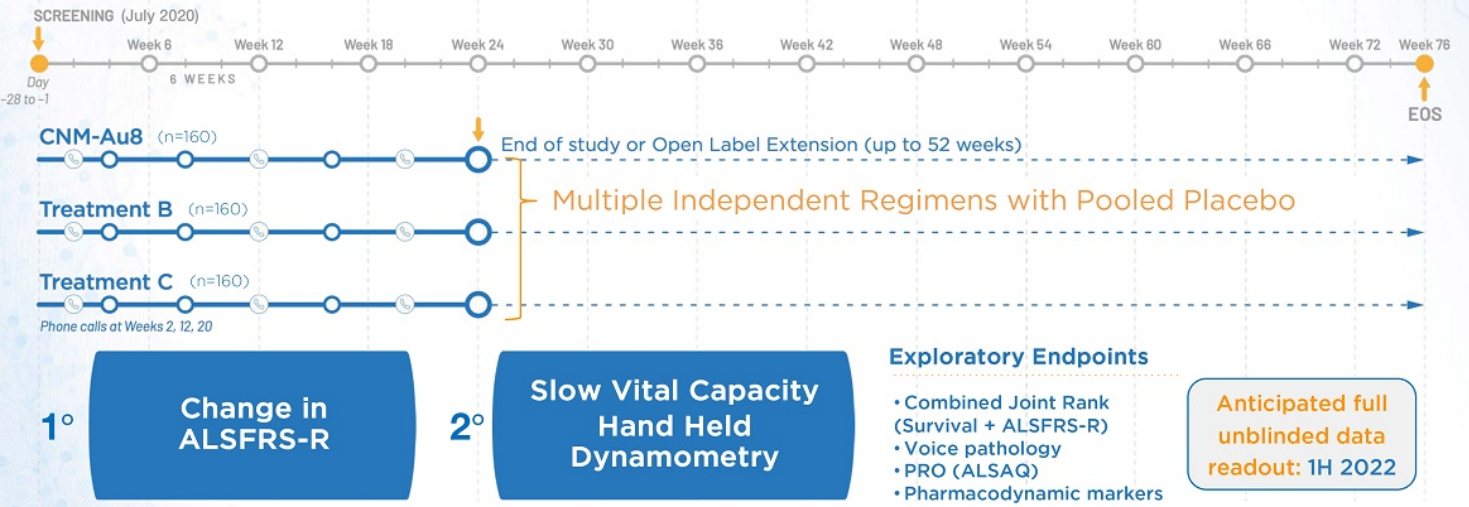 SCREENING (July 2020)
Week 6 Week 12 Week 18 Week 24 Week 30 Week 36 Week 42 Week 48 Week 54 Week 60 Week 66 Week 72 Week 76
6 WEEKS
Day
-28 to -1
EOS
CNM-Au8 (n=160)
End of study or Open Label Extension (up to 52 weeks)
Multiple Independent Regimens with Pooled Placebo
Treatment B (n=160)
Treatment C (n=160)
Phone calls at Weeks 2, 12, 20
1°
Change in
ALSFRS-R
2°
Slow Vital Capacity
Hand Held
Dynamometry
Exploratory Endpoints
• Combined Joint Rank
(Survival + ALSFRS-R)
• Voice pathology
• PRO (ALSAQ)
• Pharmacodynamic markers
Anticipated full
unblinded data
readout: 1H 2022